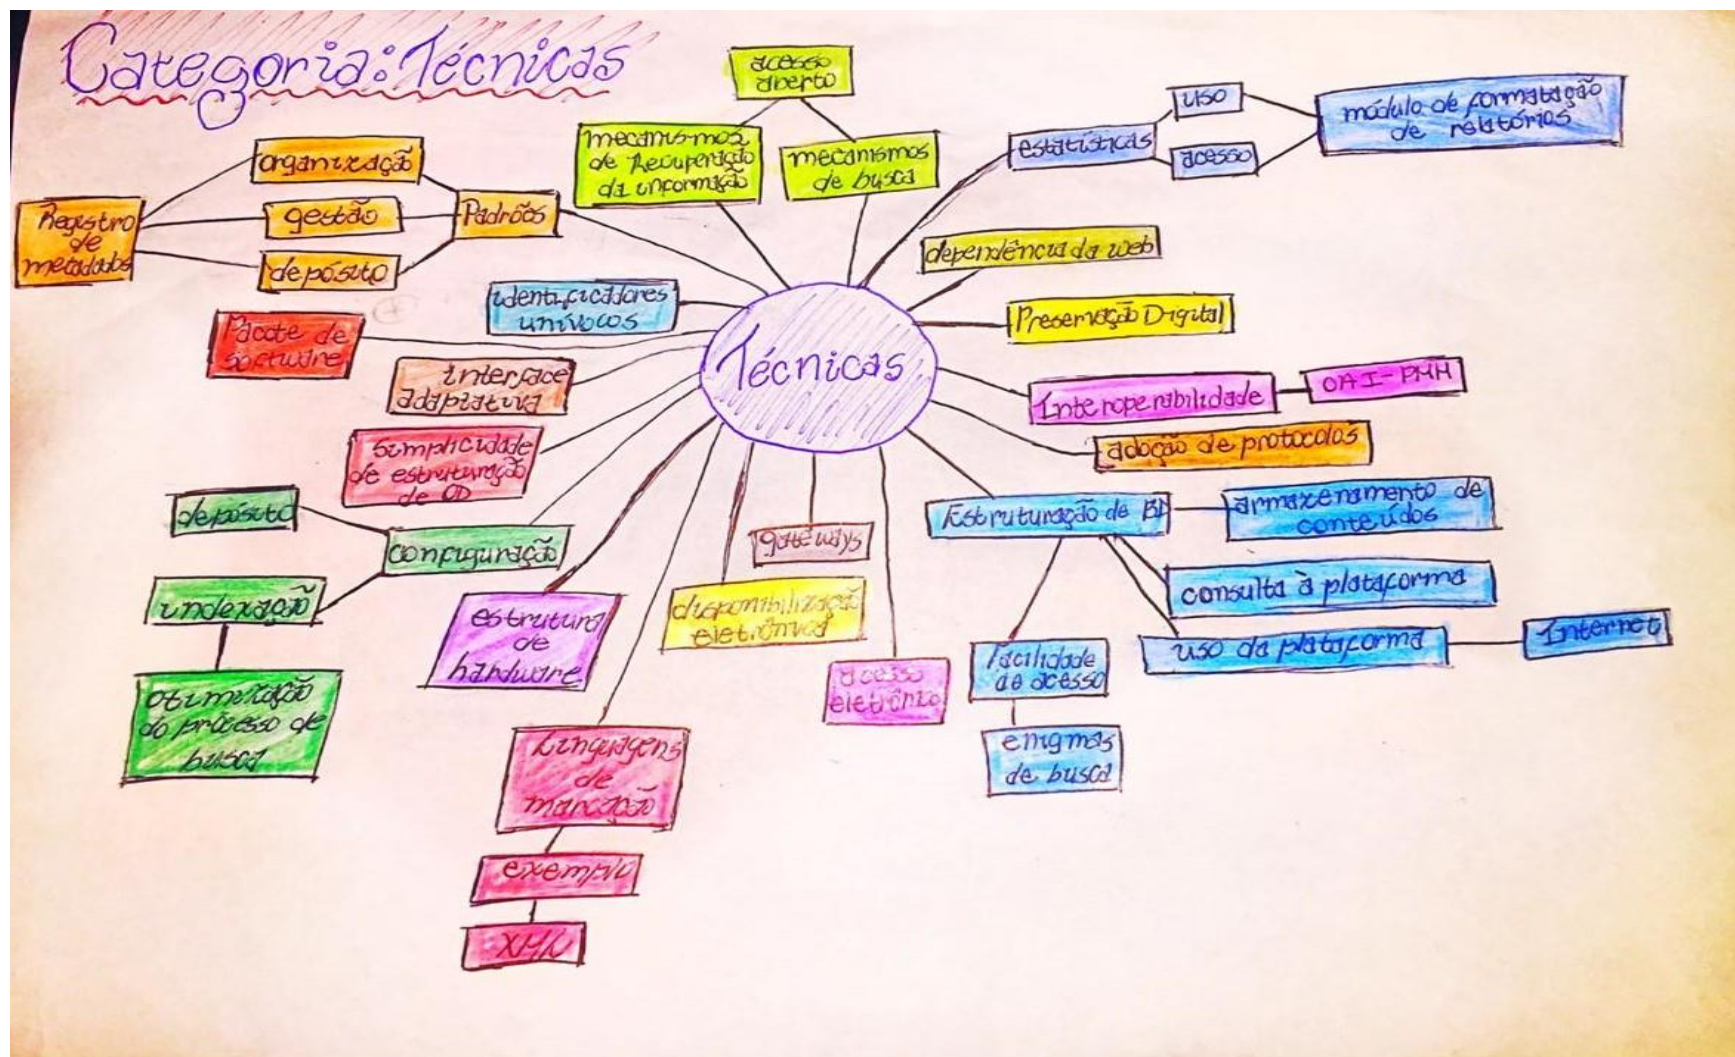 Categoria: Técnicas
acesso
aberto
mecanismos
de Recuperação
da informação
mecanismos
de busca
estatísticas
uso
acesso
módulo de formatação
de relatórios
organização
gestão
depósito
Padrões
Registro
de
metadados
dependência da web
Preservação Digital
identificadores
unívocos
Pacote de
software
interface
adaptativa
Técnicas
Interoperabilidade
OAI-PMH
adoção de protocolos
Simplicidade
de estruturação
de OD
depósito
configuração
indexação
otimização
do processo de
busca
estrutura
de
hardware
gateways
disponibilização
eletrônica
acesso
eletrônico
Estruturação de BD
armazenamento de
conteúdos
consulta à plataforma
uso da plataforma
Internet
Facilidade
de acesso
enigmas
de busca
Linguagens
de
marcação
exemplo
XML